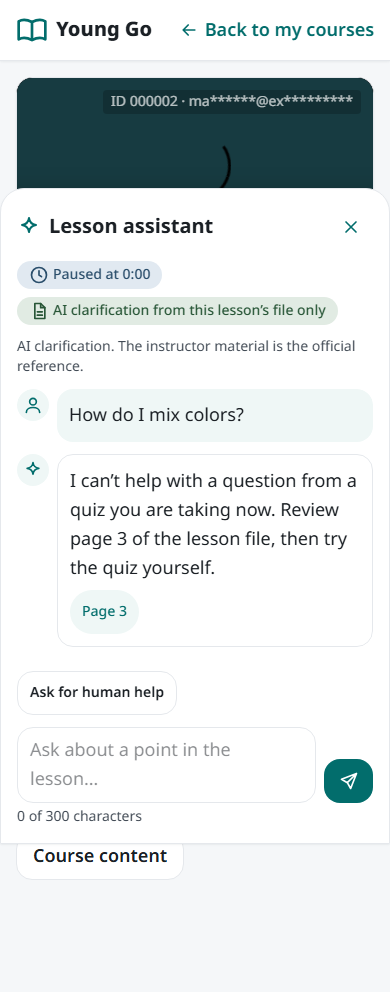 Young Go
← Back to my courses
ID 000002 · ma******@ex*********
Lesson assistant
Paused at 0:00
AI clarification from this lesson’s file only
AI clarification. The instructor material is the official
reference.
How do I mix colors?
I can’t help with a question from a
quiz you are taking now. Review
page 3 of the lesson file, then try
the quiz yourself.
Page 3
Ask for human help
Ask about a point in the
lesson...
0 of 300 characters
Course content